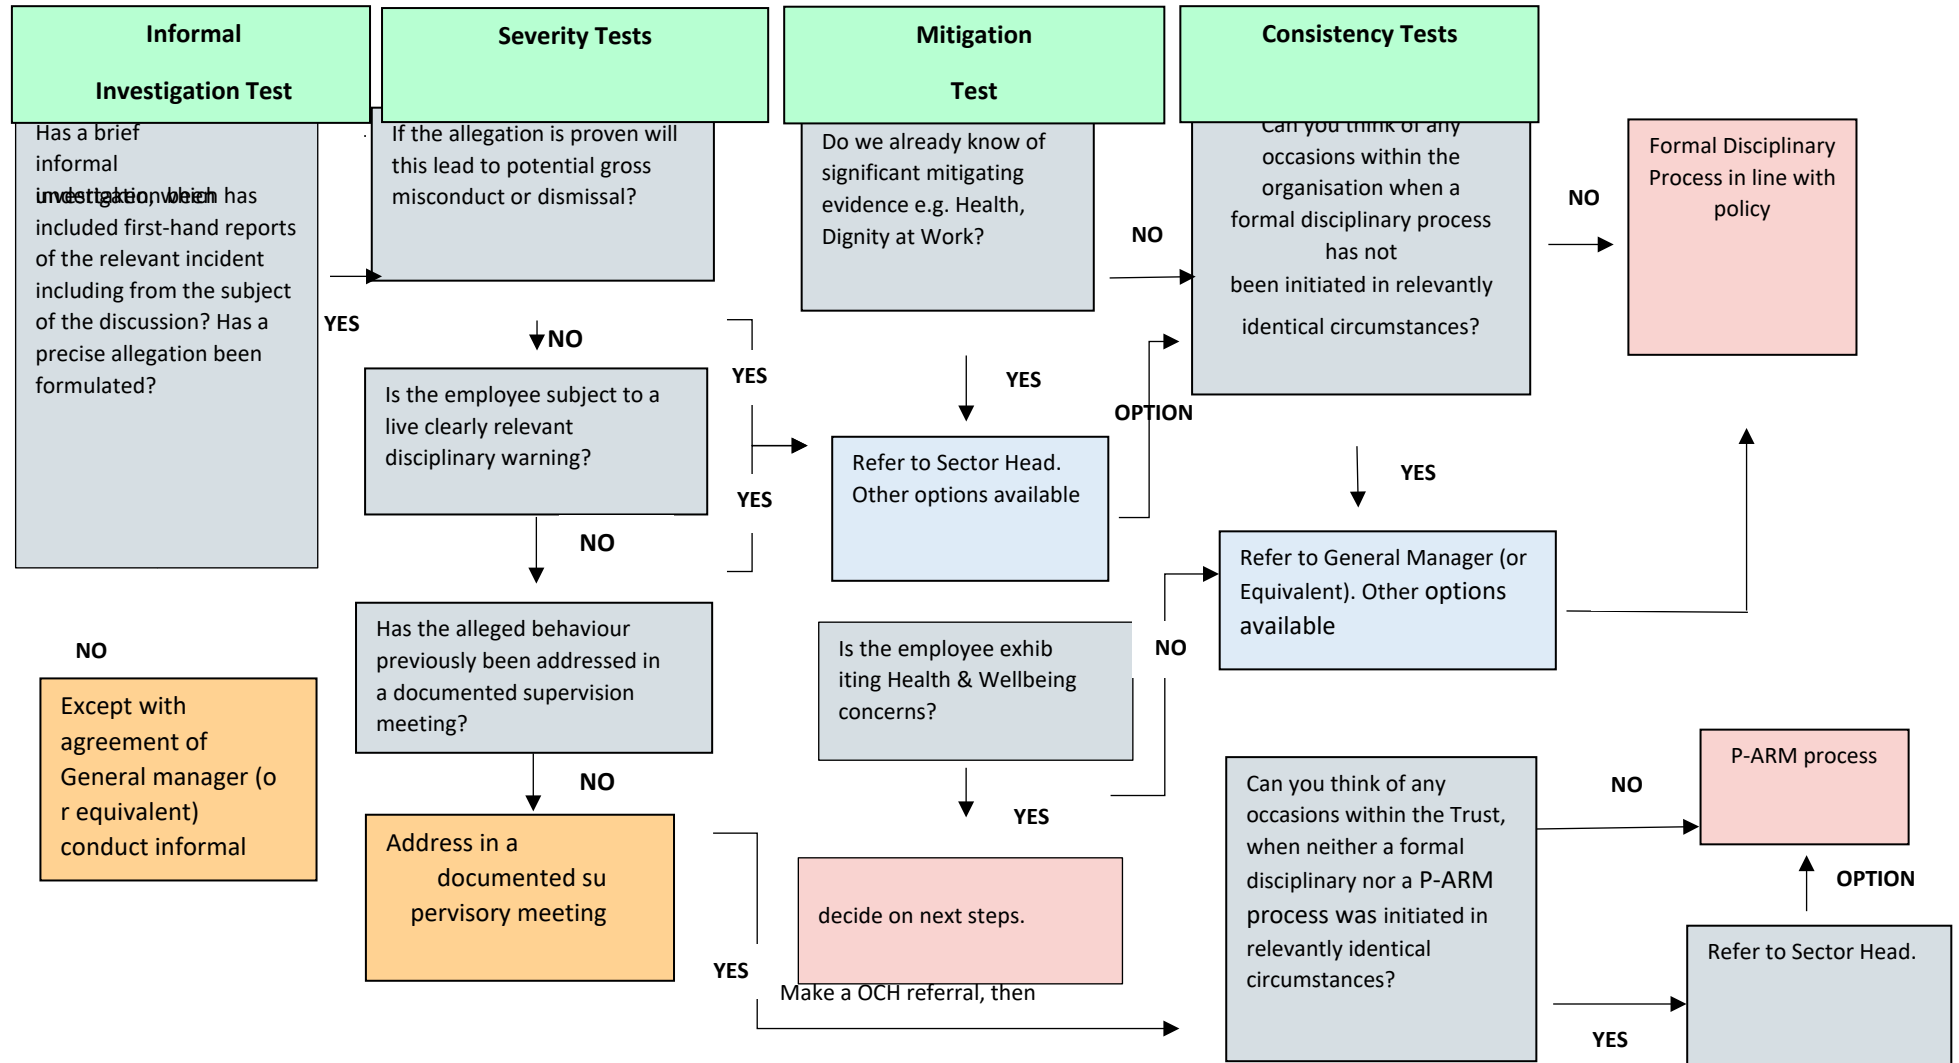 Informal
Investigation Test
Severity Tests
Mitigation
Test
Consistency Tests
Has a brief
informal
investigation, which
undertaken been has
included first-hand reports
of the relevant incident
including from the subject
of the discussion? Has a
precise allegation been
formulated?
YES
NO
Except with
agreement of
General manager (o
r equivalent)
conduct informal
If the allegation is proven will
this lead to potential gross
misconduct or dismissal?
NO
YES
Is the employee subject to a
live clearly relevant
disciplinary warning?
YES
NO
Has the alleged behaviour
previously been addressed in
a documented supervision
meeting?
NO
Address in a
documented su
pervisory meeting
YES
Do we already know of
significant mitigating
evidence e.g. Health,
Dignity at Work?
NO
YES
Refer to Sector Head.
Other options available
OPTION
Is the employee exhib
iting Health & Wellbeing
concerns?
NO
YES
decide on next steps.
Make a OCH referral, then
Can you think of any
occasions within the
organisation when a
formal disciplinary process
has not
been initiated in relevantly
identical circumstances?
NO
YES
Formal Disciplinary
Process in line with
policy
Refer to General Manager (or
Equivalent). Other options
available
Can you think of any
occasions within the Trust,
when neither a formal
disciplinary nor a P-ARM
process was initiated in
relevantly identical
circumstances?
NO
YES
P-ARM process
OPTION
Refer to Sector Head.